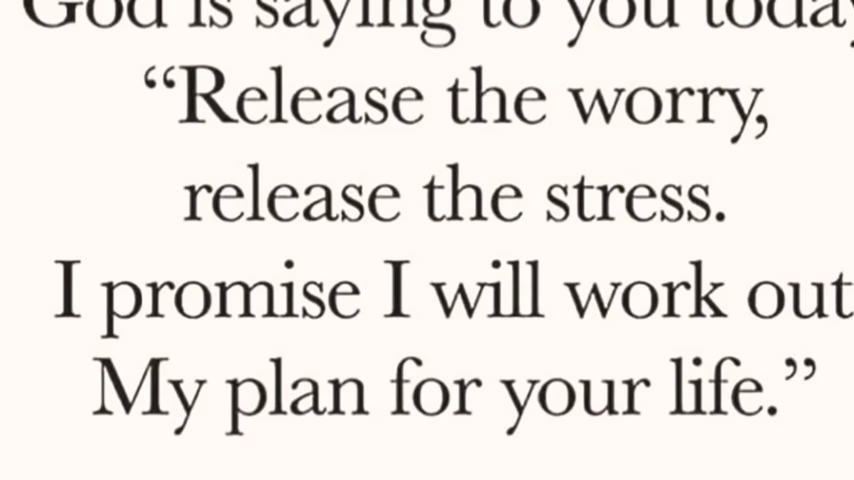 God is saying to you today
“Release the worry,
release the stress.
I promise I will work out
My plan for your life.”